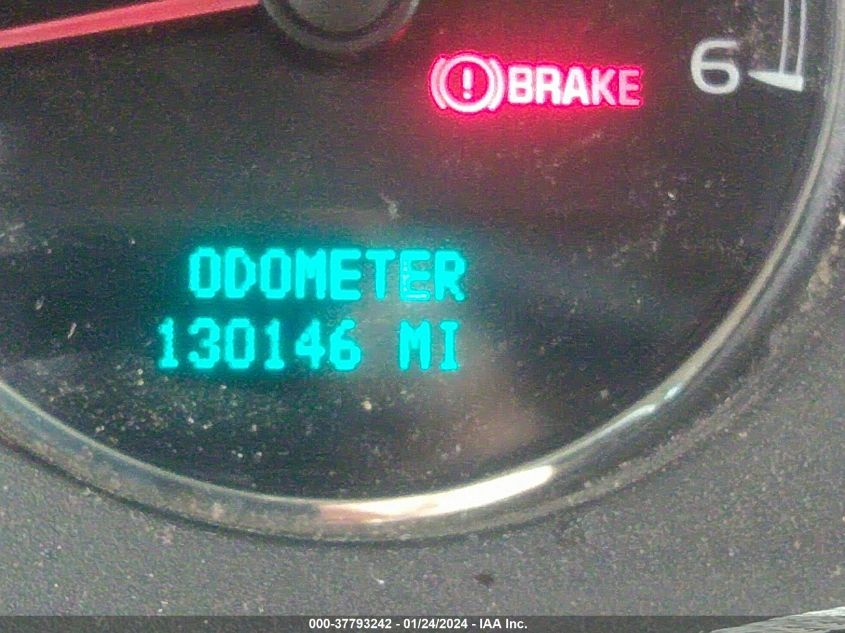 BRAKE
6
ODOMETER
130146 MI
000-37793242 - 01/24/2024 - IAA Inc.